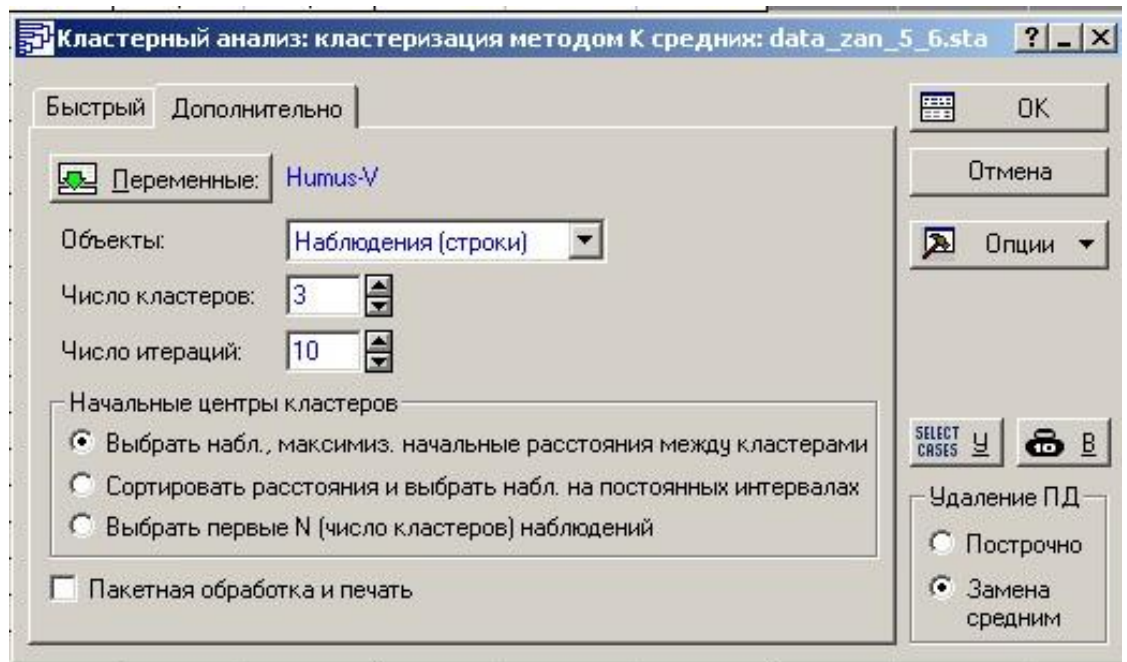 Кластерный анализ: кластеризация методом K средних: data_zan_5_6.sta
Быстрый
Дополнительно
Переменные: Humus-V
Объекты: Наблюдения (строки)
Число кластеров: 3
Число итераций: 10
Начальные центры кластеров
Выбрать набл., максимиз. начальные расстояния между кластерами
Сортировать расстояния и выбрать набл. на постоянных интервалах
Выбрать первые N (число кластеров) наблюдений
Пакетная обработка и печать
OK
Отмена
Опции
SELECT
CASES У
В
Удаление ПД
Построчно
Замена
средним